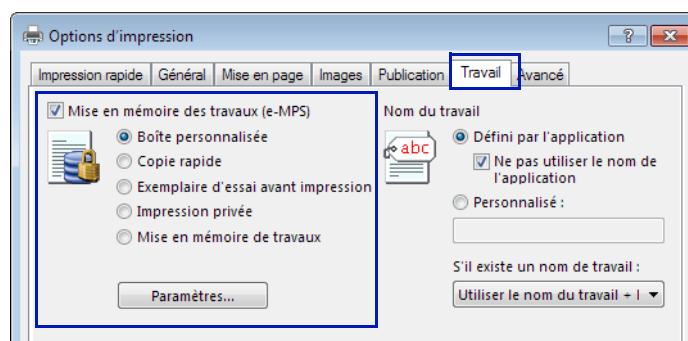 Options d'impression
Impression rapide Général Mise en page Images Publication Travail Avancé
Mise en mémoire des travaux (e-MPS)
Boîte personnalisée
Copie rapide
Exemplaire d'essai avant impression
Impression privée
Mise en mémoire de travaux
Paramètres...
Nom du travail
abc
Défini par l'application
Ne pas utiliser le nom de
l'application
Personnalisé :
S'il existe un nom de travail :
Utiliser le nom du travail + l